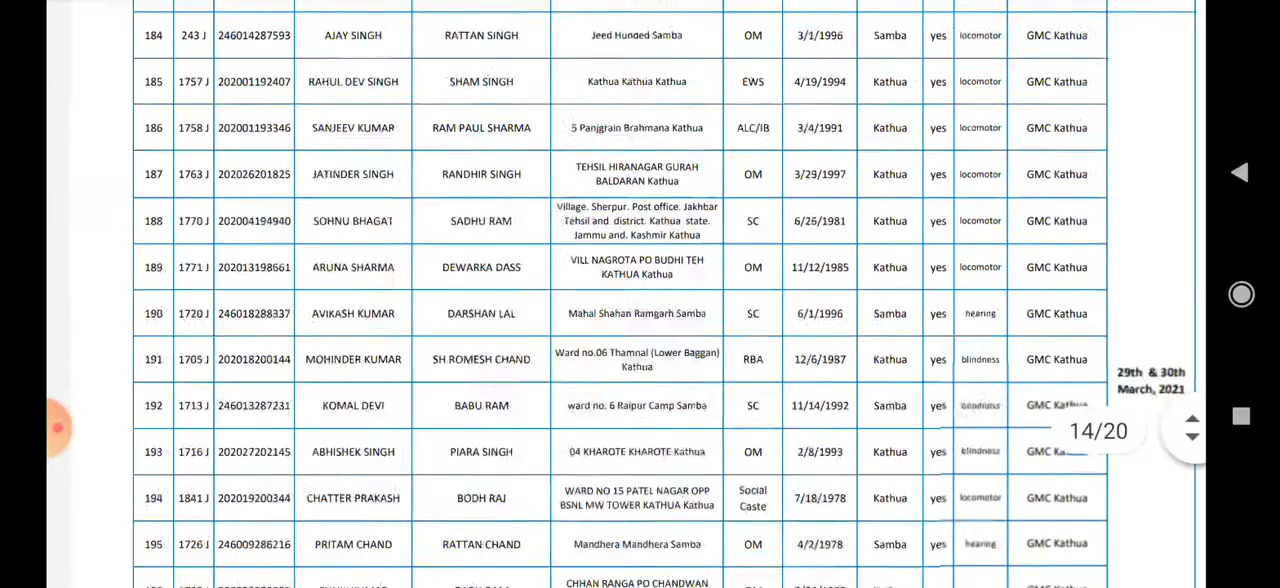 184 243 J 246014287593 AJAY SINGH RATTAN SINGH Jeed Hunded Samba OM 3/1/1996 Samba yes locomotor GMC Kathua
185 1757 J 202001192407 RAHUL DEV SINGH SHAM SINGH Kathua Kathua Kathua EWS 4/19/1994 Kathua yes locomotor GMC Kathua
186 1758 J 202001193346 SANJEEV KUMAR RAM PAUL SHARMA 5 Panjgrain Brahmana Kathua ALC/IB 3/4/1991 Kathua yes locomotor GMC Kathua
187 1763 J 202026201825 JATINDER SINGH RANDHIR SINGH TEHSIL HIRANAGAR GURAH
BALDARAN Kathua OM 3/29/1997 Kathua yes locomotor GMC Kathua
188 1770 J 202004194940 SOHNU BHAGAT SADHU RAM Village. Sherpur. Post office. Jakhbar
Tehsil and district. Kathua state.
Jammu and. Kashmir Kathua SC 6/26/1981 Kathua yes locomotor GMC Kathua
189 1771 J 202013198661 ARUNA SHARMA DEWARKA DASS VILL NAGROTA PO BUDHI TEH
KATHUA Kathua OM 11/12/1985 Kathua yes locomotor GMC Kathua
190 1720 J 246018288337 AVIKASH KUMAR DARSHAN LAL Mahal Shahan Ramgarh Samba SC 6/1/1996 Samba yes hearing GMC Kathua
191 1705 J 202018200144 MOHINDER KUMAR SH ROMESH CHAND Ward no.06 Thamnal (Lower Baggan)
Kathua RBA 12/6/1987 Kathua yes blindness GMC Kathua
29th & 30th
March, 2021
192 1713 J 246013287231 KOMAL DEVI BABU RAM ward no. 6 Raipur Camp Samba SC 11/14/1992 Samba yes GMC
14/20
193 1716 J 202027202145 ABHISHEK SINGH PIARA SINGH 04 KHAROTE KHAROTE Kathua OM 2/8/1993 Kathua yes blindness GMC
194 1841 J 202019200344 CHATTER PRAKASH BODH RAJ WARD NO 15 PATEL NAGAR OPP
BSNL MW TOWER KATHUA Kathua Social
Caste 7/18/1978 Kathua yes locomotor GMC Kathua
195 1726 J 246009286216 PRITAM CHAND RATTAN CHAND Mandhera Mandhera Samba OM 4/2/1978 Samba yes hearing GMC Kathua
CHHAN RANGA PO CHANDWAN